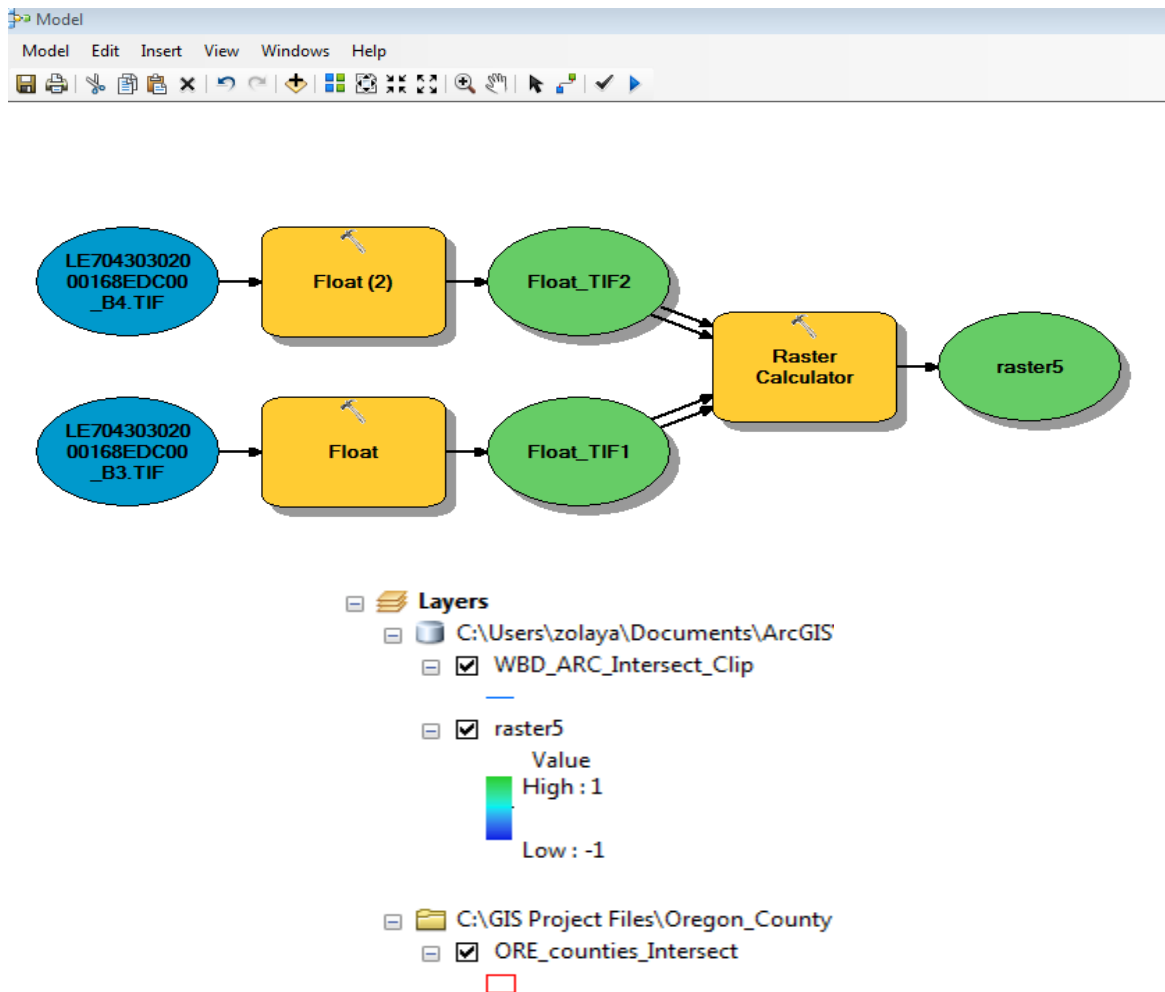 Model
Model Edit Insert View Windows Help
LE704303020
00168EDC00
_B4.TIF
Float (2)
Float_TIF2
Raster
Calculator
raster5
LE704303020
00168EDC00
_B3.TIF
Float
Float_TIF1
Layers
C:\Users\zolaya\Documents\ArcGIS
WBD_ARC_Intersect_Clip
raster5
Value
High : 1
Low : -1
C:\GIS Project Files\Oregon_County
ORE_counties_Intersect